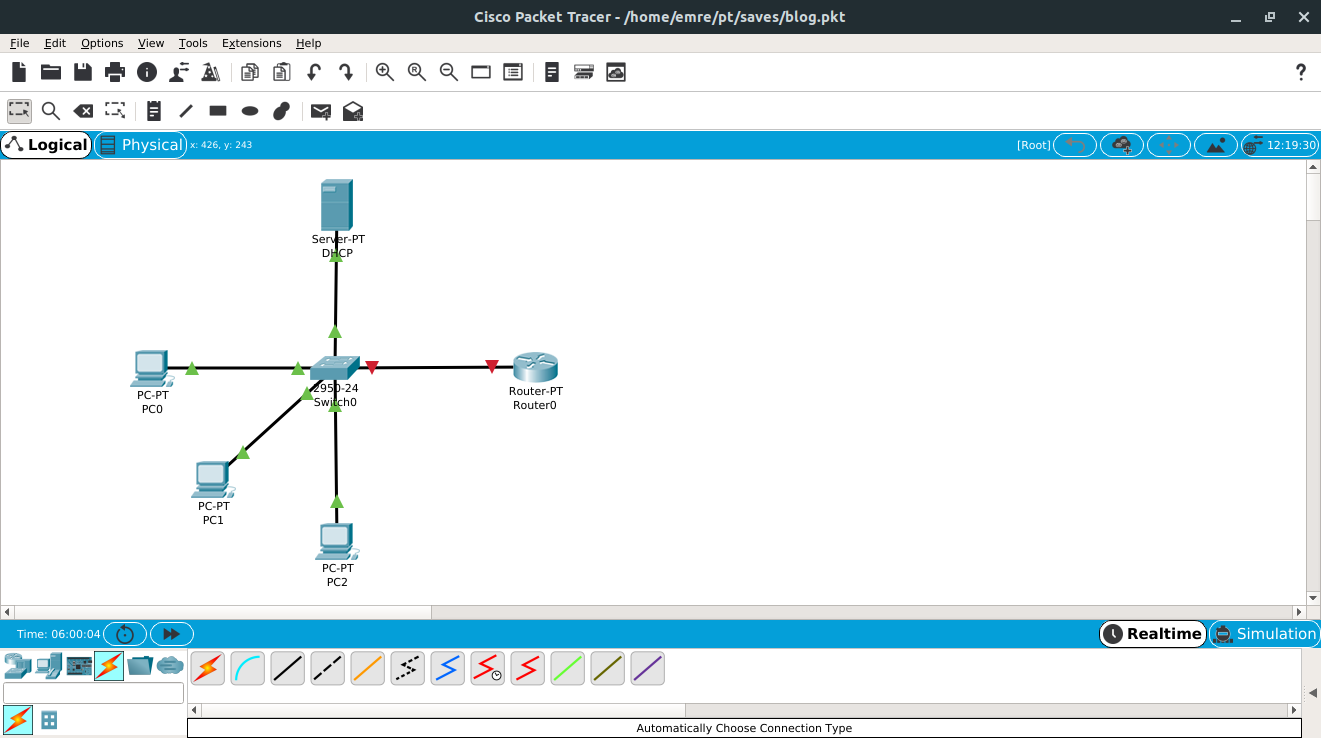 Cisco Packet Tracer - /home/emre/pt/saves/blog.pkt
File Edit Options View Tools Extensions Help
R
?
Logical Physical x: 426, y: 243 [Root] 12:19:30
Server-PT
DHCP
PC-PT
PC0
2950-24
Switch0
Router-PT
Router0
PC-PT
PC1
PC-PT
PC2
Time: 06:00:04 Realtime Simulation
Automatically Choose Connection Type